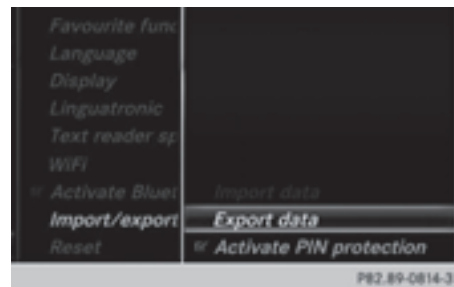 Favourite func
Language
Display
Linguatronic
Text reader sp
WiFi
Activate Bluet
Import/export
Reset
Import data
Export data
Activate PIN protection
P82.89-0814-3